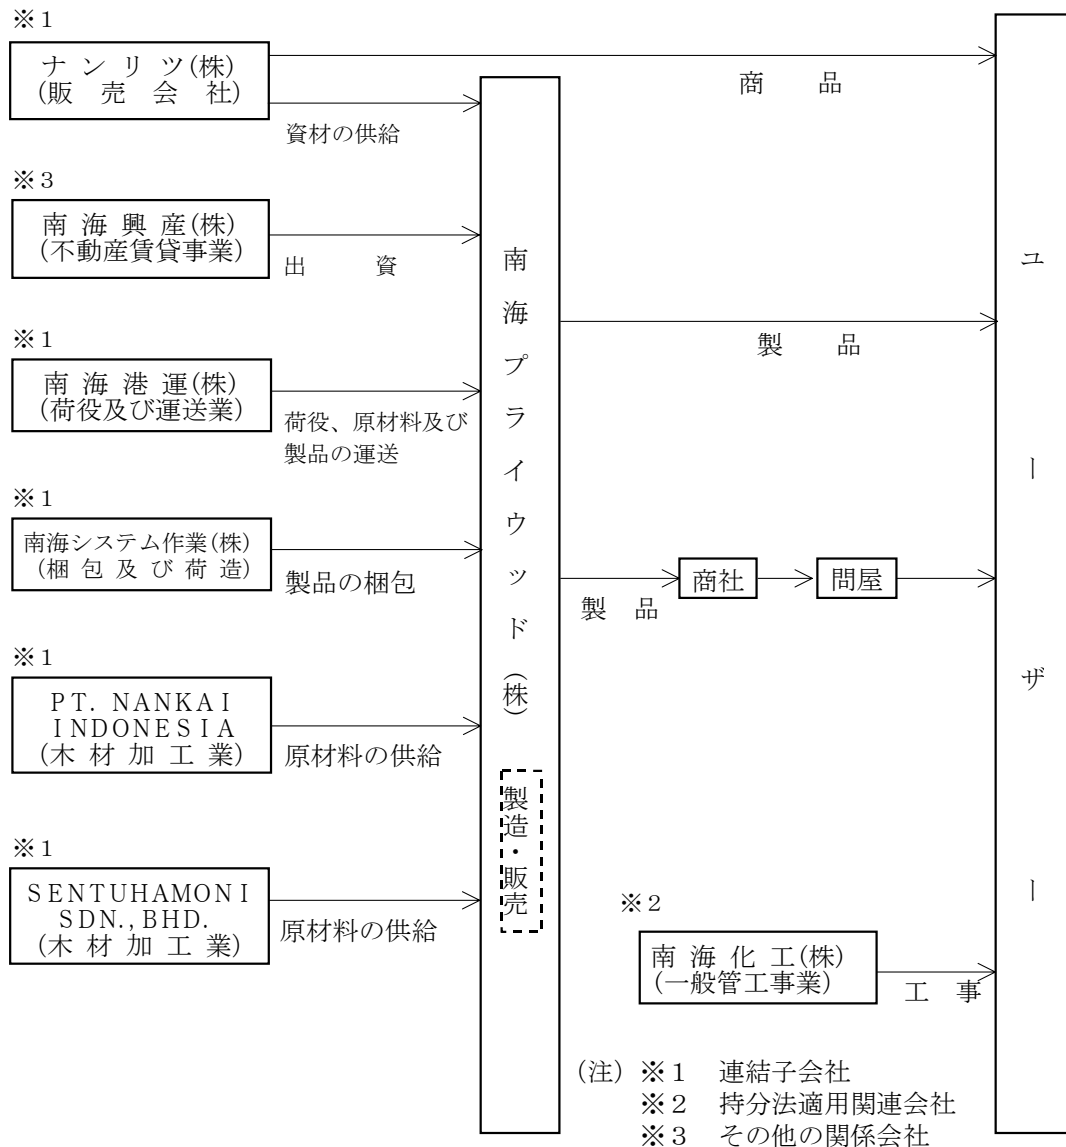 ※1
ナンリツ(株)
(販売会社)
商品
資材の供給
※3
南海興産(株)
(不動産賃貸事業)
出資
※1
南海港運(株)
(荷役及び運送業)
荷役、原材料及び
製品の運送
※1
南海システム作業(株)
(梱包及び荷造)
製品の梱包
※1
PT. NANKAI
INDONESIA
(木材加工業)
原材料の供給
※1
SENTUHAMONI
SDN.,BHD.
(木材加工業)
原材料の供給
南海プライウッド(株)
製造・販売
製品
製品
商社
問屋
※2
南海化工(株)
(一般管工事業)
工事
ユーザー
(注) ※1 連結子会社
※2 持分法適用関連会社
※3 その他の関係会社